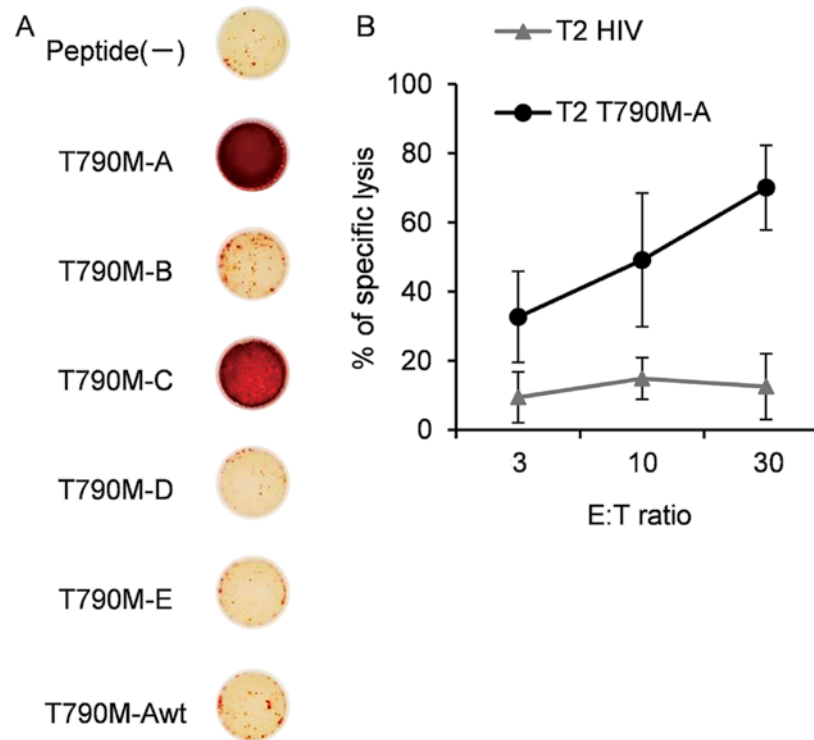 A
Peptide(—)
T790M-A
T790M-B
T790M-C
T790M-D
T790M-E
T790M-Awt
B
T2 HIV
T2 T790M-A
100
80
60
40
20
0
% of specific lysis
3 10 30
E:T ratio